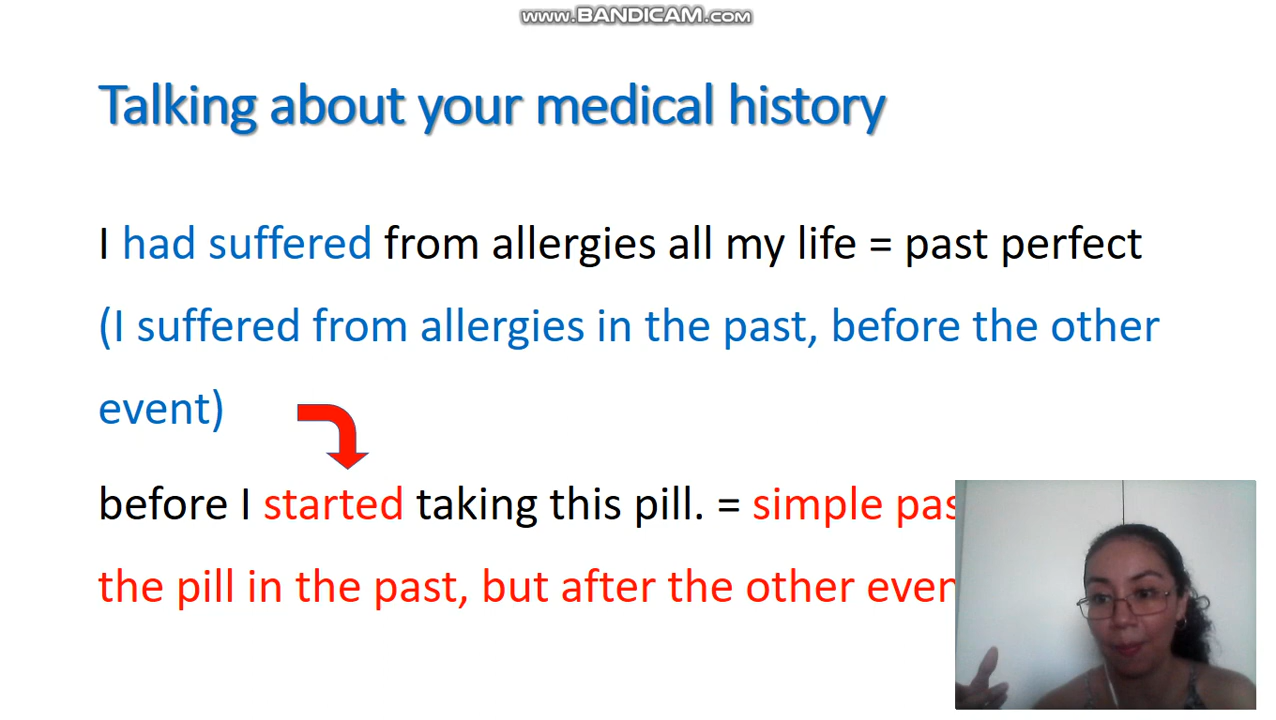 www.BANDICAM.com
Talking about your medical history
I had suffered from allergies all my life = past perfect
(I suffered from allergies in the past, before the other
event)
before I started taking this pill. = simple
the pill in the past, but after the other